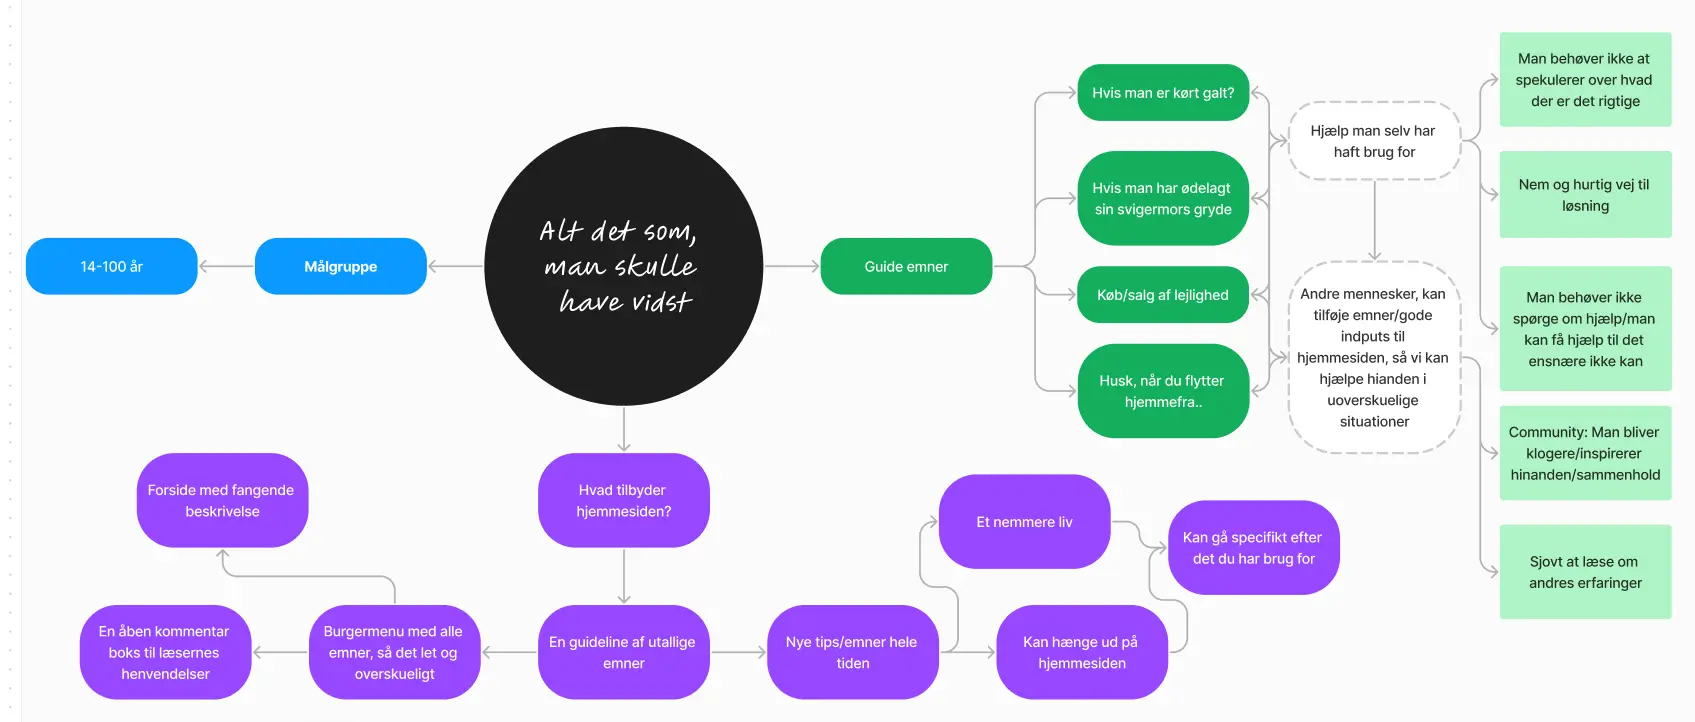 Alt det som,
man skulle
have vidst
Målgruppe
14-100 år
Guide emner
Hvis man er kørt galt?
Hvis man har ødelagt
sin svigermors gryde
Køb/salg af lejlighed
Husk, når du flytter
hjemmefra..
Hjælp man selv har
haft brug for
Andre mennesker, kan
tilføje emner/gode
indputs til
hjemmesiden, så vi kan
hjælpe hianden i
uoverskuelige
situationer
Man behøver ikke at
spekulerer over hvad
der er det rigtige
Nem og hurtig vej til
løsning
Man behøver ikke
spørge om hjælp/man
kan få hjælp til det
ensnære ikke kan
Community: Man bliver
klogere/inspirerer
hinanden/sammenhold
Sjovt at læse om
andres erfaringer
Hvad tilbyder
hjemmesiden?
En guideline af utallige
emner
Burgermenu med alle
emner, så det let og
overskueligt
Forside med fangende
beskrivelse
En åben kommentar
boks til læsernes
henvendelser
Nye tips/emner hele
tiden
Et nemmere liv
Kan hænge ud på
hjemmesiden
Kan gå specifikt efter
det du har brug for